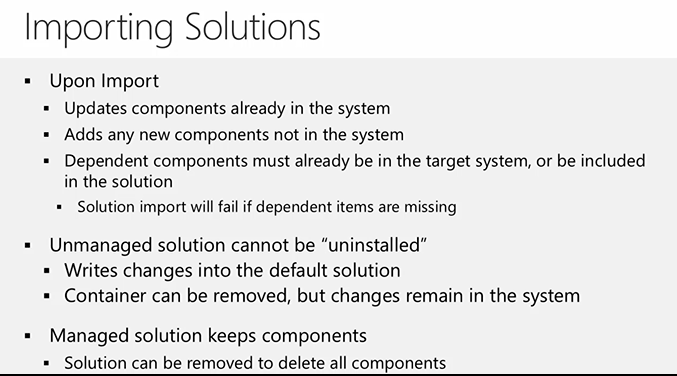 Importing Solutions
▪ Upon Import
▪ Updates components already in the system
▪ Adds any new components not in the system
▪ Dependent components must already be in the target system, or be included
in the solution
▪ Solution import will fail if dependent items are missing
▪ Unmanaged solution cannot be “uninstalled”
▪ Writes changes into the default solution
▪ Container can be removed, but changes remain in the system
▪ Managed solution keeps components
▪ Solution can be removed to delete all components